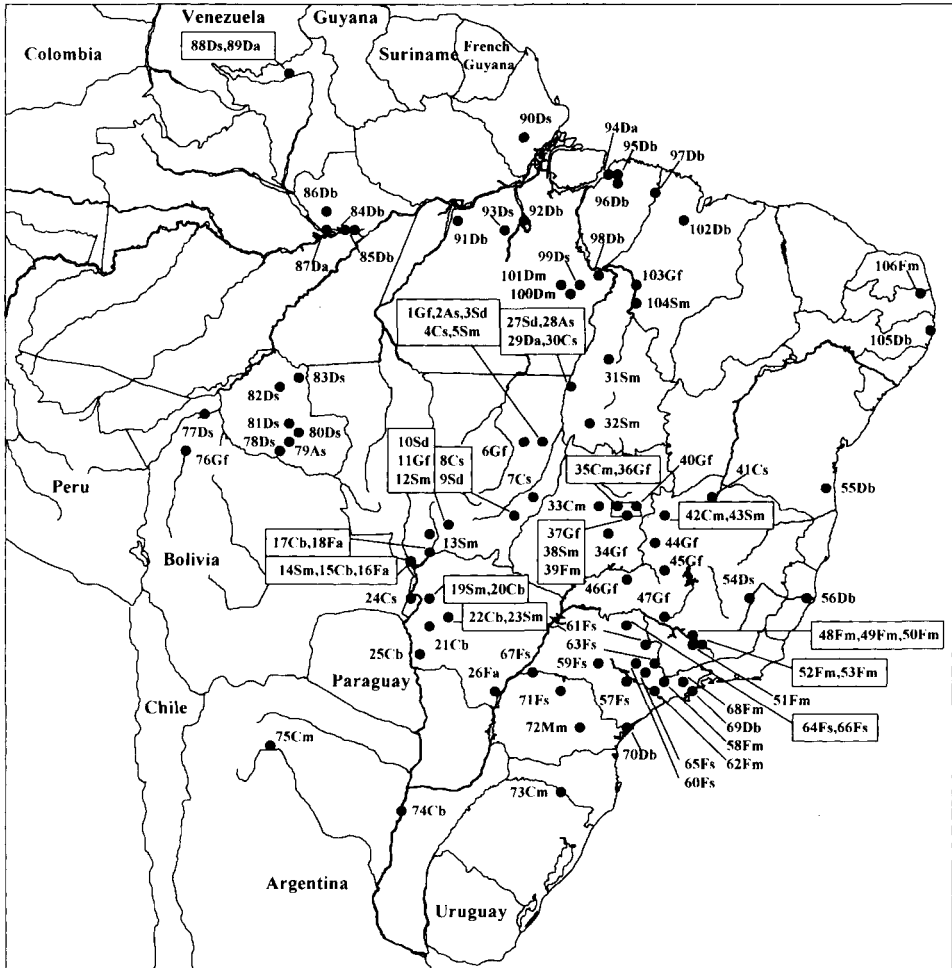 Venezuela
Guyana
88Ds,89Da
Colombia
Suriname
French
Guyana
90Ds
94Da
95Db
97Db
96Db
86Db
84Db
93Ds
92Db
102Db
91Db
98Db
87Da
85Db
99Ds
101Dm
100Dm
103Gf
106Fm
104Sm
1Gf,2As,3Sd
4Cs,5Sm
27Sd,28As
29Da,30Cs
105Db
31Sm
83Ds
82Ds
32Sm
81Ds
80Ds
77Ds
78Ds
79As
76Gf
10Sd
11Gf
12Sm
8Cs
9Sd
6Gf
7Cs
35Cm,36Gf
40Gf
41Cs
55Db
Peru
33Cm
42Cm,43Sm
13Sm
17Cb,18Fa
37Gf
38Sm
39Fm
34Gf
44Gf
Bolivia
14Sm,15Cb,16Fa
45Gf
46Gf
54Ds
24Cs
19Sm,20Cb
47Gf
56Db
22Cb,23Sm
61Fs
48Fm,49Fm,50Fm
21Cb
63Fs
25Cb
67Fs
59Fs
52Fm,53Fm
Paraguay
26Fa
51Fm
71Fs
57Fs
68Fm
Chile
69Db
64Fs,66Fs
72Mm
70Db
58Fm
75Cm
65Fs
62Fm
60Fs
73Cm
74Cb
Argentina
Uruguay